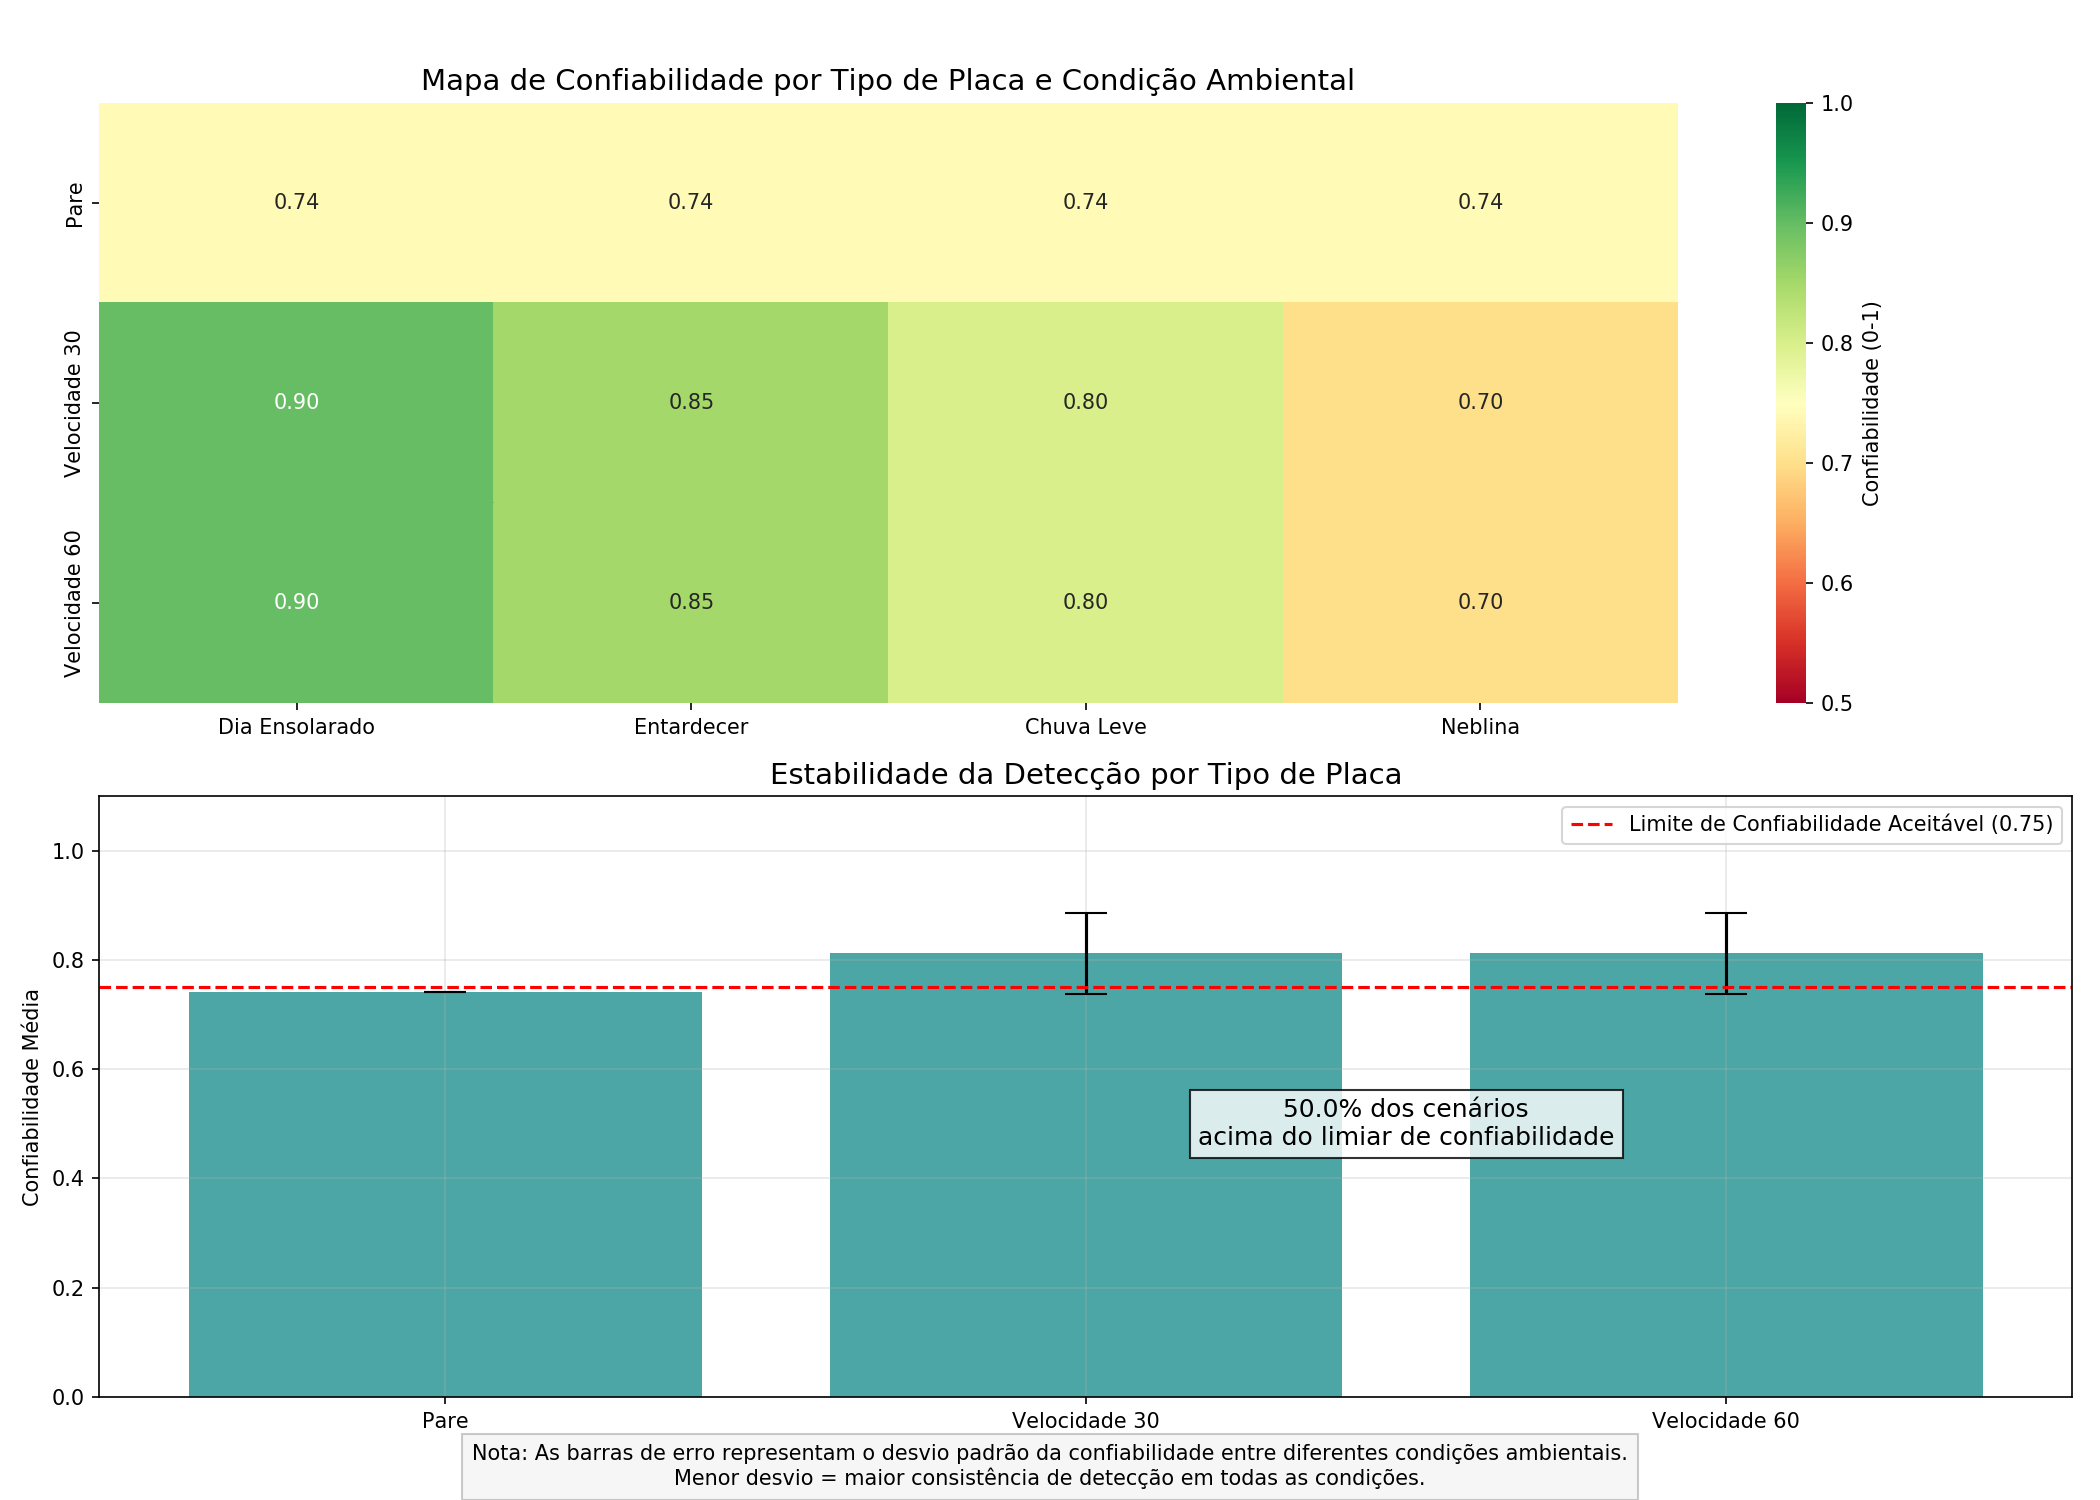 Mapa de Confiabilidade por Tipo de Placa e Condição Ambiental
Pare
0.74 0.74 0.74 0.74
Velocidade 30
0.90 0.85 0.80 0.70
Velocidade 60
0.90 0.85 0.80 0.70
Dia Ensolarado Entardecer Chuva Leve Neblina
1.0
0.9
0.8
0.7
0.6
0.5
Confiabilidade (0-1)
Estabilidade da Detecção por Tipo de Placa
Limite de Confiabilidade Aceitável (0.75)
Confiabilidade Média
1.0
0.8
0.6
0.4
0.2
0.0
50.0% dos cenários
acima do limiar de confiabilidade
Pare Velocidade 30 Velocidade 60
Nota: As barras de erro representam o desvio padrão da confiabilidade entre diferentes condições ambientais.
Menor desvio = maior consistência de detecção em todas as condições.